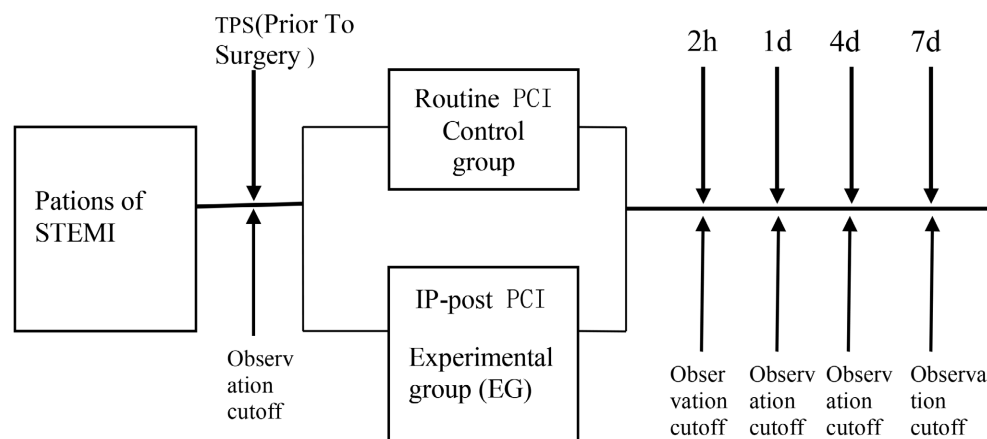 TPS(Prior To
Surgery )
2h
1d
4d
7d
Routine PCI
Control
group
Pations of
STEMI
IP-post PCI
Experimental
group (EG)
Observ
ation
cutoff
Obser
vation
cutoff
Observ
ation
cutoff
Observ
ation
cutoff
Observa
tion
cutoff